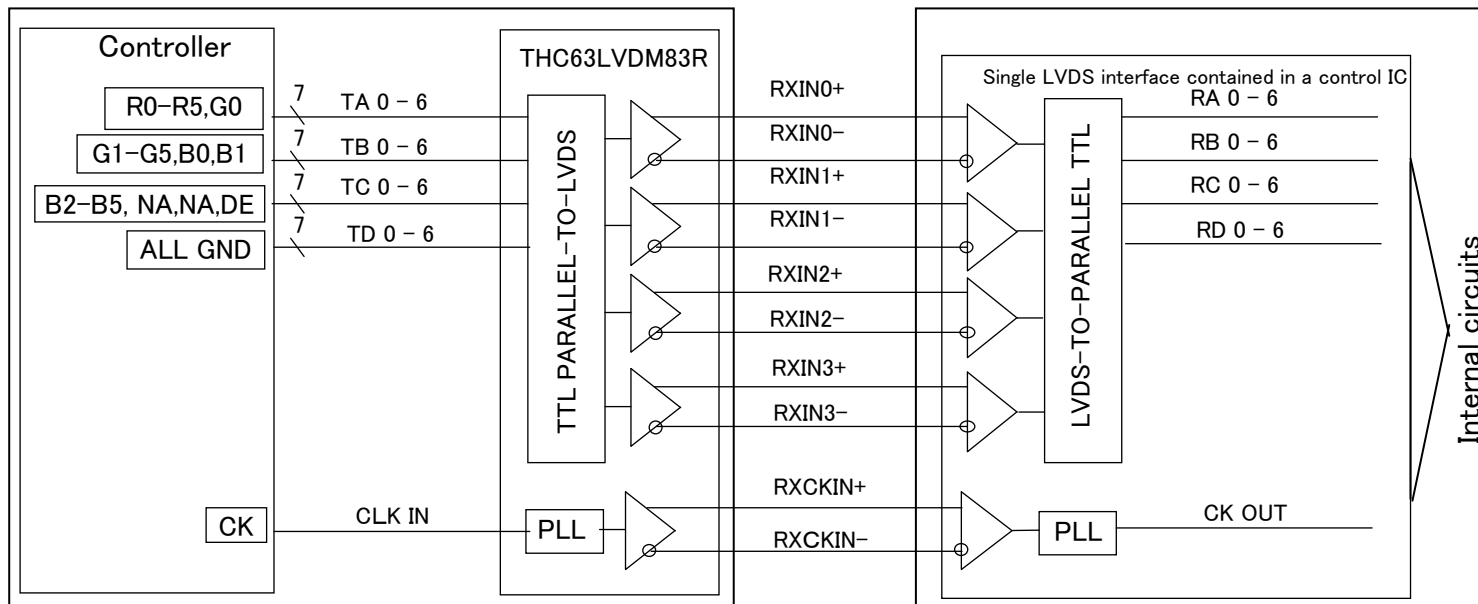 Controller
R0-R5,G0
G1-G5,B0,B1
B2-B5, NA,NA,DE
ALL GND
CK
7
TA 0 - 6
7
TB 0 - 6
7
TC 0 - 6
7
TD 0 - 6
CLK IN
THC63LVDM83R
TTL PARALLEL-TO-LVDS
PLL
RXIN0+
RXIN0-
RXIN1+
RXIN1-
RXIN2+
RXIN2-
RXIN3+
RXIN3-
RXCKIN+
RXCKIN-
Single LVDS interface contained in a control IC
LVDS-TO-PARALLEL TTL
PLL
RA 0 - 6
RB 0 - 6
RC 0 - 6
RD 0 - 6
CK OUT
Internal circuits